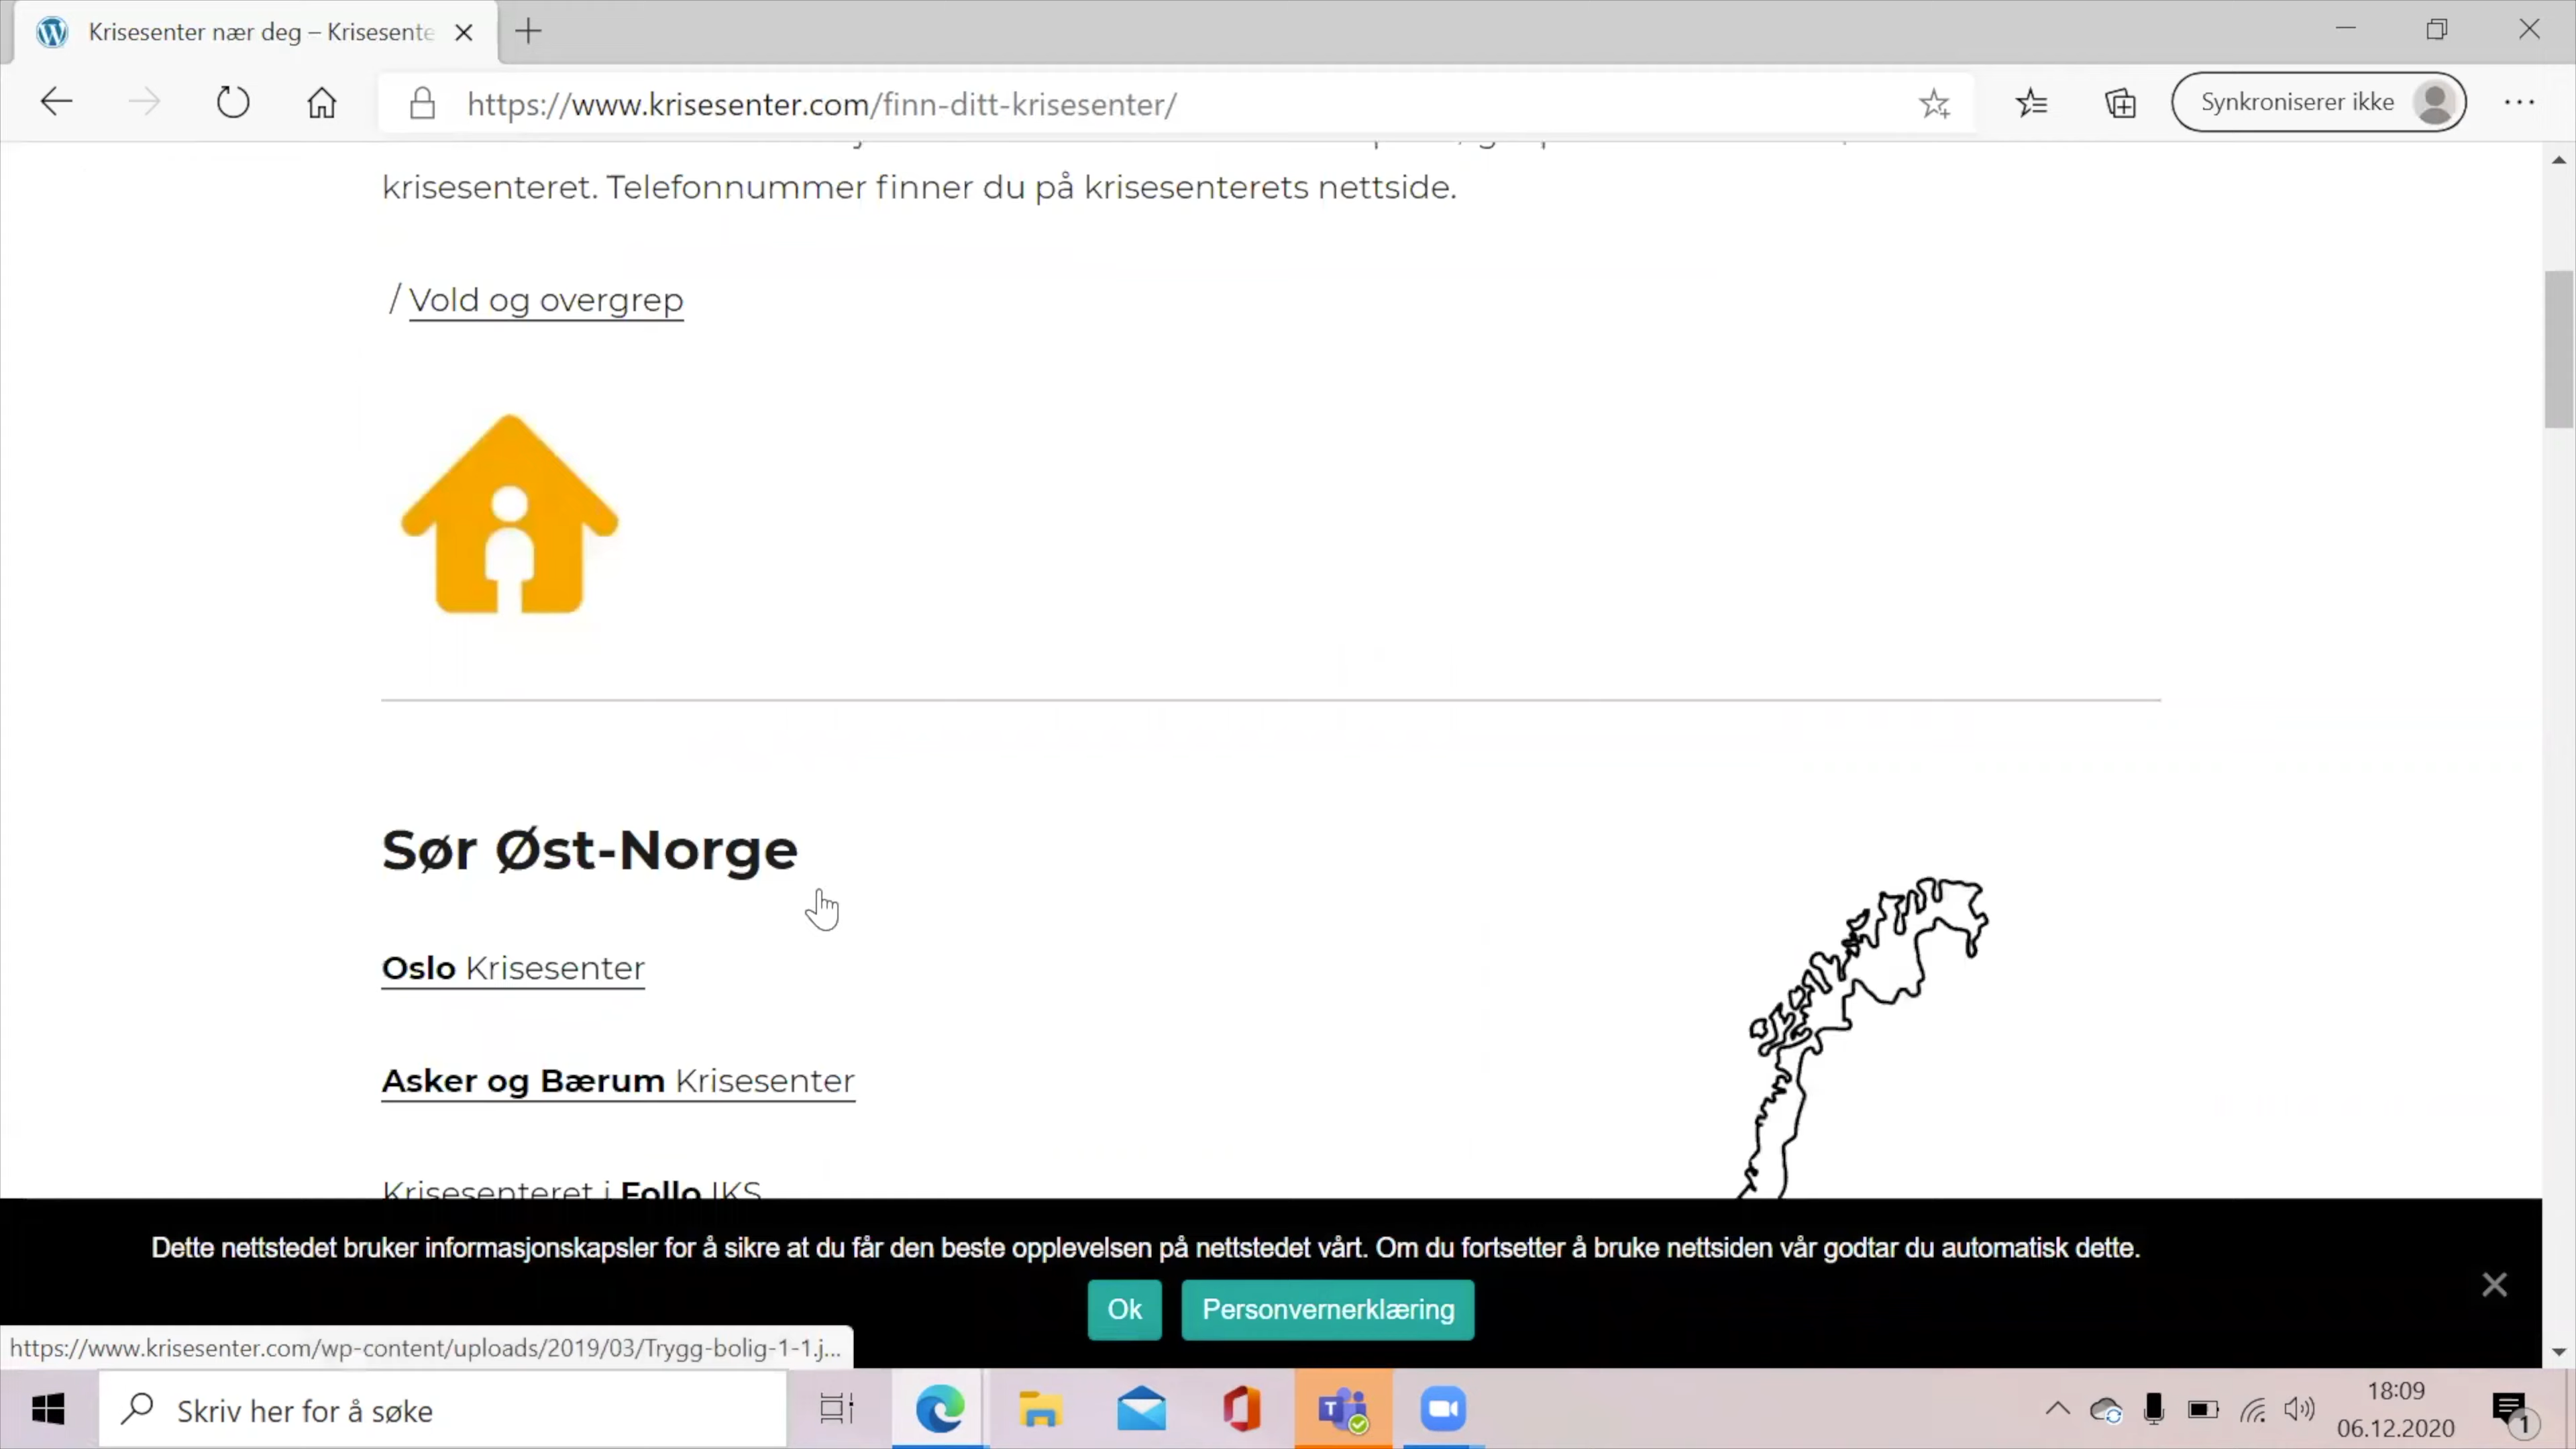 Krisesenter nær deg – Krisesente
https://www.krisesenter.com/finn-ditt-krisesenter/
Synkroniserer ikke
krisesenteret. Telefonnummer finner du på krisesenterets nettside.
/ Vold og overgrep
Sør Øst-Norge
Oslo Krisesenter
Asker og Bærum Krisesenter
Krisesenteret i Follo IKS
Dette nettstedet bruker informasjonskapsler for å sikre at du får den beste opplevelsen på nettstedet vårt. Om du fortsetter å bruke nettsiden vår godtar du automatisk dette.
Ok
Personvernerklæring
https://www.krisesenter.com/wp-content/uploads/2019/03/Trygg-bolig-1-1.j...
Skriv her for å søke
18:09
06.12.2020
1